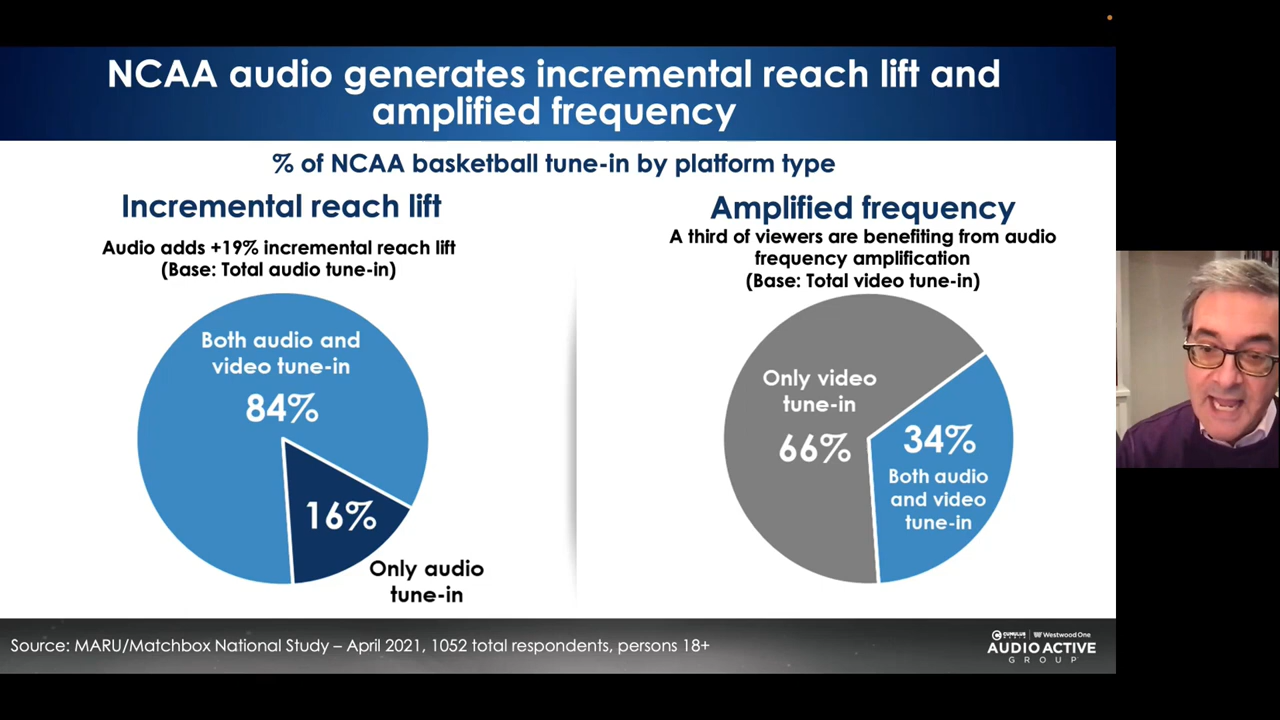 NCAA audio generates incremental reach lift and
amplified frequency
% of NCAA basketball tune-in by platform type
Incremental reach lift
Audio adds +19% incremental reach lift
(Base: Total audio tune-in)
Both audio and
video tune-in
84%
16%
Only audio
tune-in
Amplified frequency
A third of viewers are benefiting from audio
frequency amplification
(Base: Total video tune-in)
Only video
tune-in
66%
34%
Both audio
and video
tune-in
Source: MARU/Matchbox National Study – April 2021, 1052 total respondents, persons 18+
CUMULUS MEDIA | Westwood One
AUDIO ACTIVE
GROUP